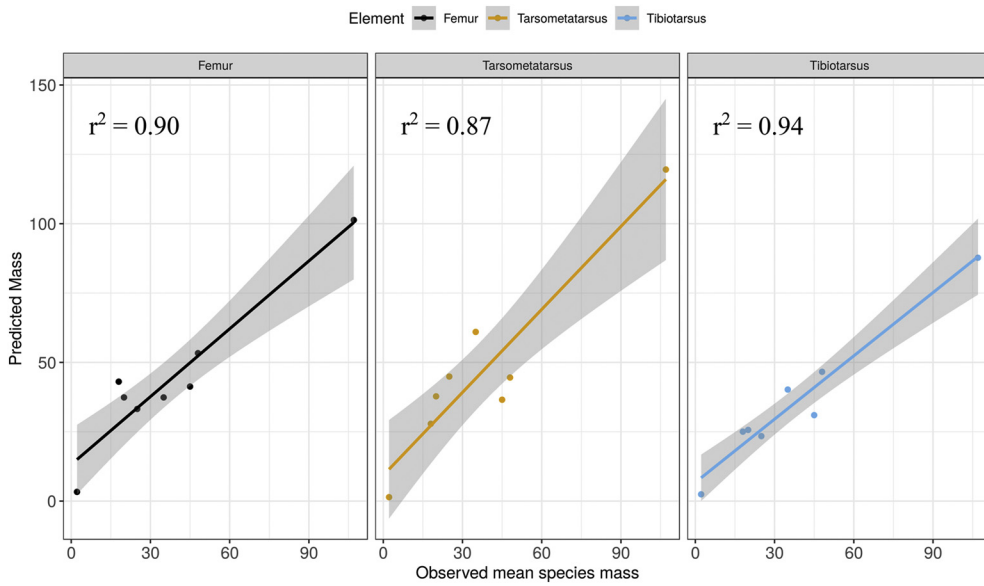 Element Femur Tarsometatarsus Tibiotarsus
Femur Tarsometatarsus Tibiotarsus
150
r² = 0.90 r² = 0.87 r² = 0.94
100
Predicted Mass
50
0
0 30 60 90 0 30 60 90 0 30 60 90
Observed mean species mass